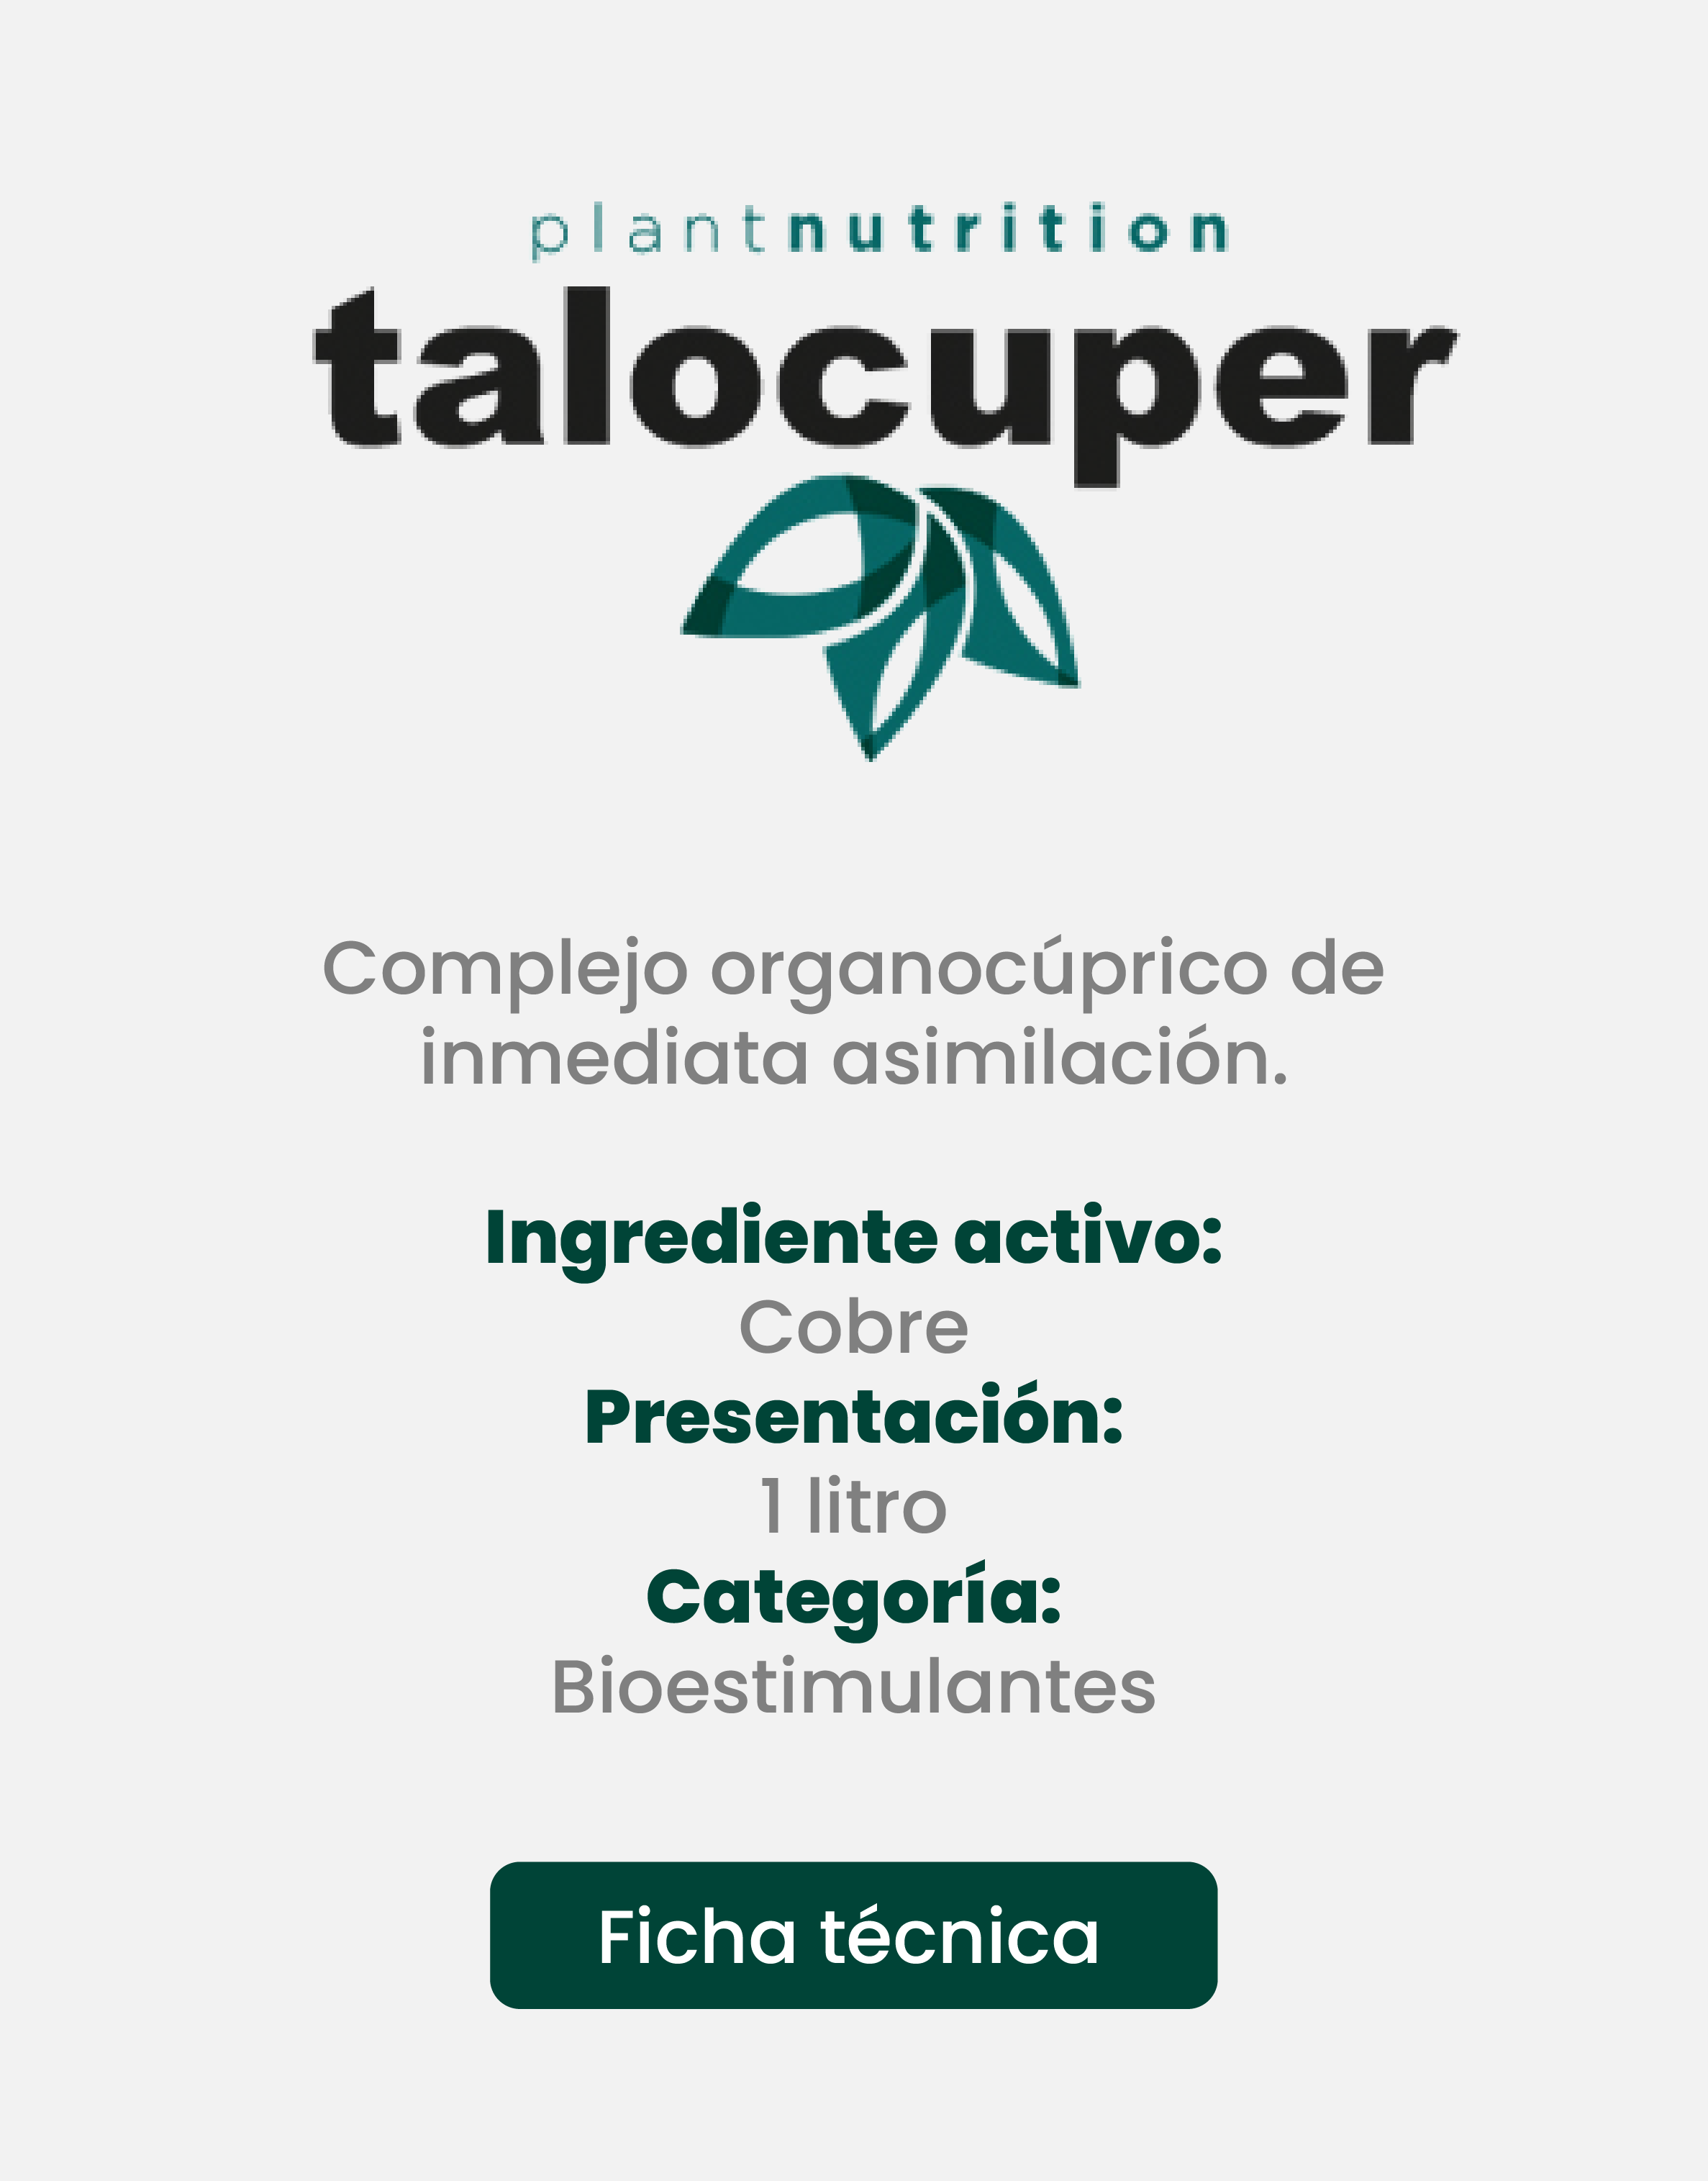 plantnutrition
talocuper
Complejo organocúprico de
inmediata asimilación.
Ingrediente activo:
Cobre
Presentación:
1 litro
Categoría:
Bioestimulantes
Ficha técnica